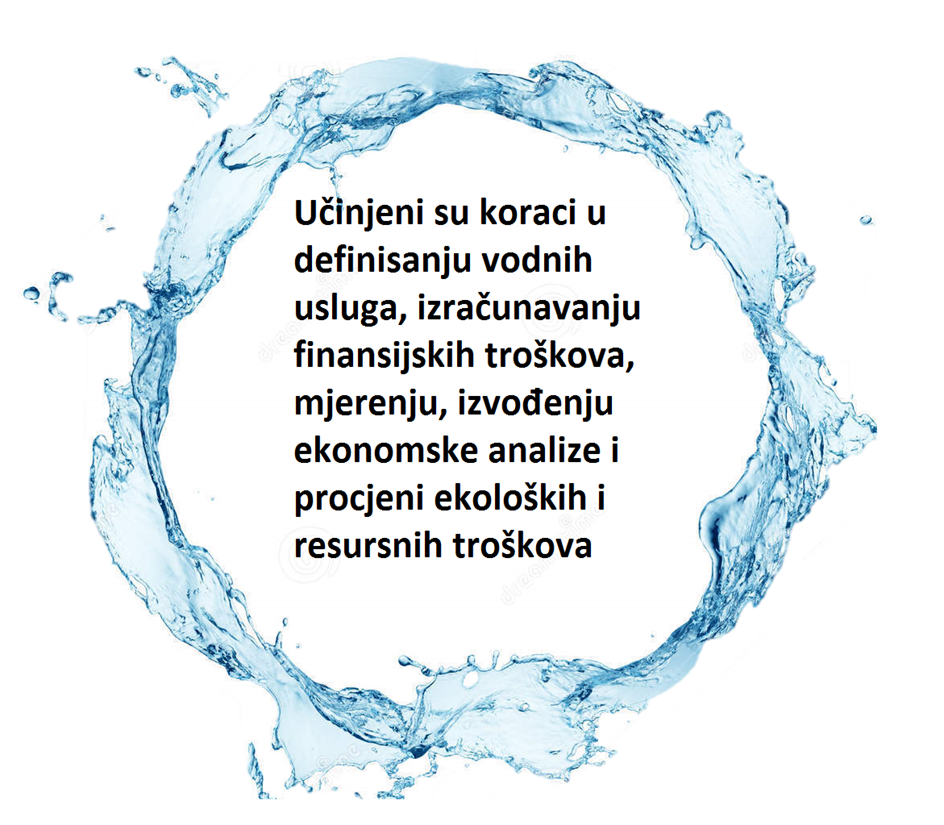 Učinjeni su koraci u
definisanju vodnih
usluga, izračunavanju
finansijskih troškova,
mjerenju, izvođenju
ekonomske analize i
procjeni ekoloških i
resursnih troškova